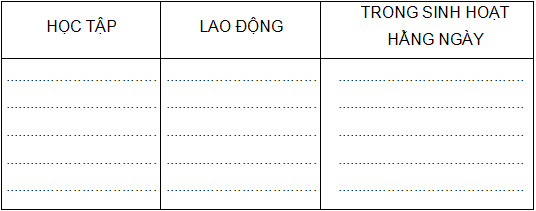 HỌC TẬP
LAO ĐỘNG
TRONG SINH HOẠT
HẰNG NGÀY